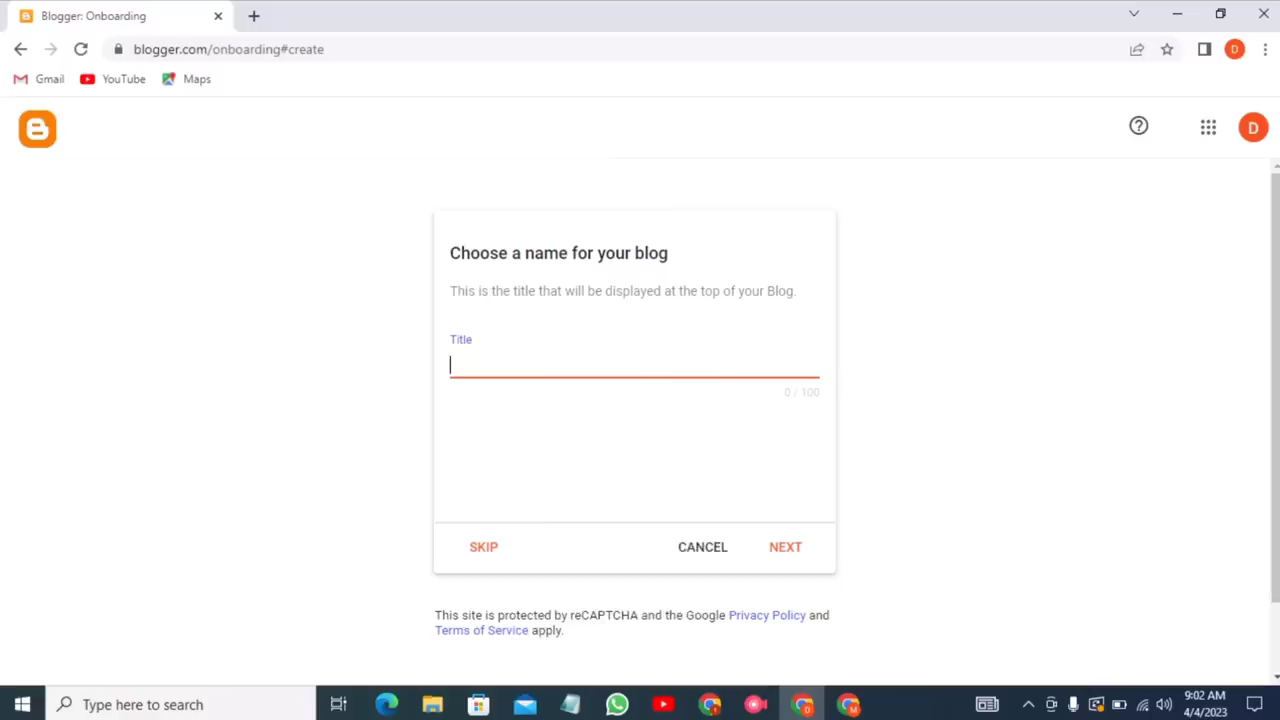 Blogger: Onboarding
blogger.com/onboarding#create
D
Gmail
YouTube
Maps
D
Choose a name for your blog
This is the title that will be displayed at the top of your Blog.
Title
0 / 100
SKIP
CANCEL
NEXT
This site is protected by reCAPTCHA and the Google Privacy Policy and
Terms of Service apply.
Type here to search
9:02 AM
4/4/2023